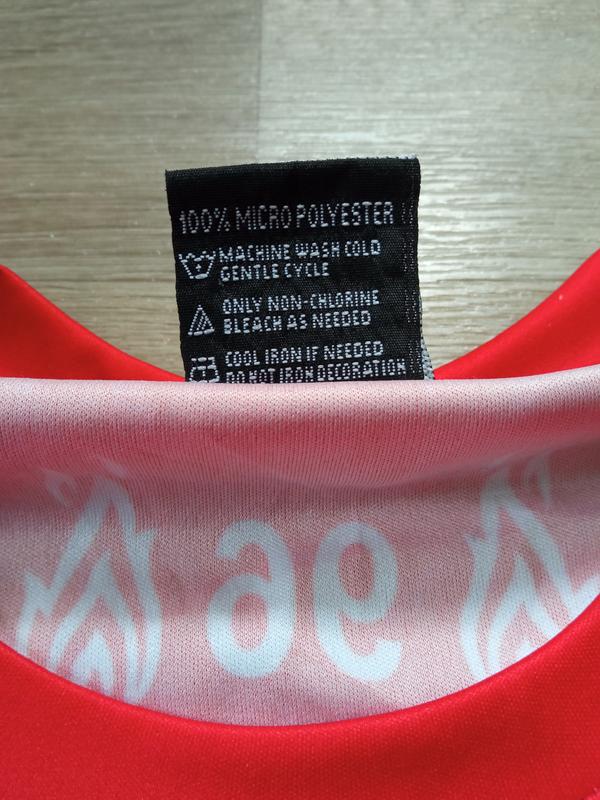 100% MICRO POLYESTER
MACHINE WASH COLD
GENTLE CYCLE
ONLY NON-CHLORINE
BLEACH AS NEEDED
COOL IRON IF NEEDED
DO NOT IRON DECORATION
96